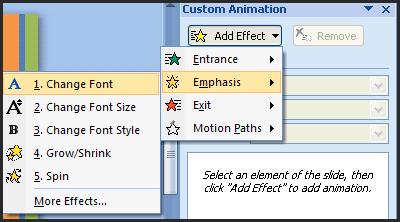 Custom Animation
Add Effect
Remove
Entrance
Emphasis
Exit
Motion Paths
1. Change Font
2. Change Font Size
3. Change Font Style
4. Grow/Shrink
5. Spin
More Effects...
Select an element of the slide, then
click "Add Effect" to add animation.